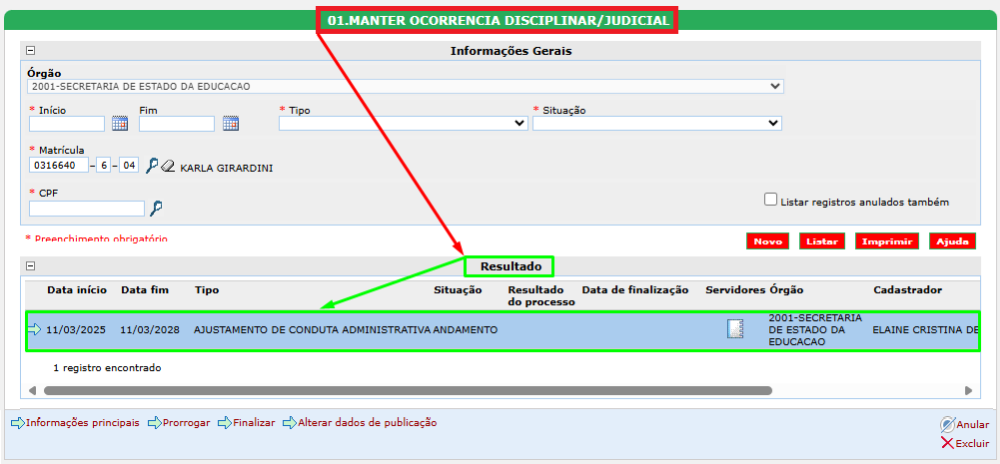 01.MANTER OCORRENCIA DISCIPLINAR/JUDICIAL
Informações Gerais
Órgão
2001-SECRETARIA DE ESTADO DA EDUCACAO
* Início Fim * Tipo * Situação
* Matrícula
0316640 - 6 - 04 KARLA GIRARDINI
* CPF
Listar registros anulados também
* Preenchimento obrigatório
Novo Listar Imprimir Ajuda
Resultado
Data início Data fim Tipo Situação Resultado do processo Data de finalização Servidores Órgão Cadastrador
11/03/2025 11/03/2028 AJUSTAMENTO DE CONDUTA ADMINISTRATIVA ANDAMENTO 2001-SECRETARIA DE ESTADO DA EDUCACAO ELAINE CRISTINA DE
1 registro encontrado
Informações principais Prorrogar Finalizar Alterar dados de publicação
Anular
Excluir